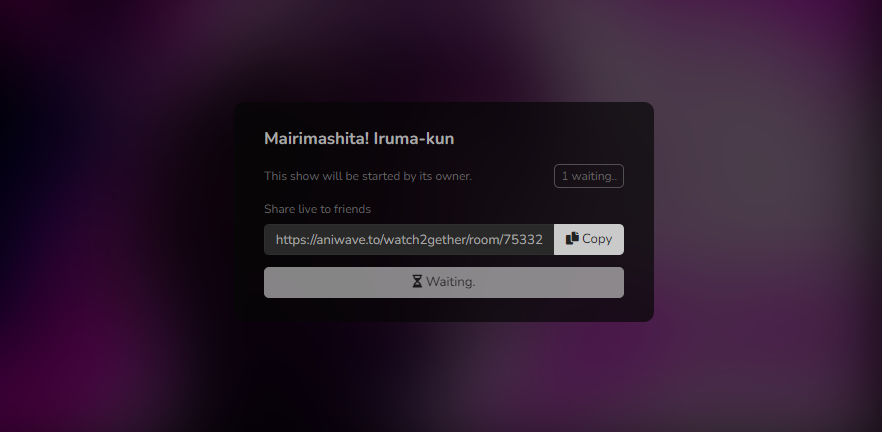 Mairimashita! Iruma-kun
This show will be started by its owner.
1 waiting..
Share live to friends
https://aniwave.to/watch2gether/room/75332
Copy
Waiting.